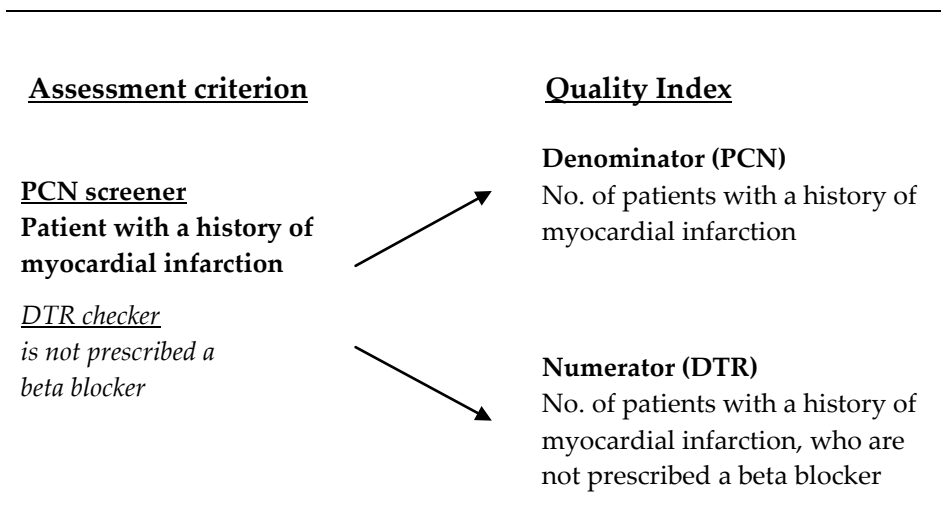 Assessment criterion
PCN screener
Patient with a history of
myocardial infarction
DTR checker
is not prescribed a
beta blocker
Quality Index
Denominator (PCN)
No. of patients with a history of
myocardial infarction
Numerator (DTR)
No. of patients with a history of
myocardial infarction, who are
not prescribed a beta blocker